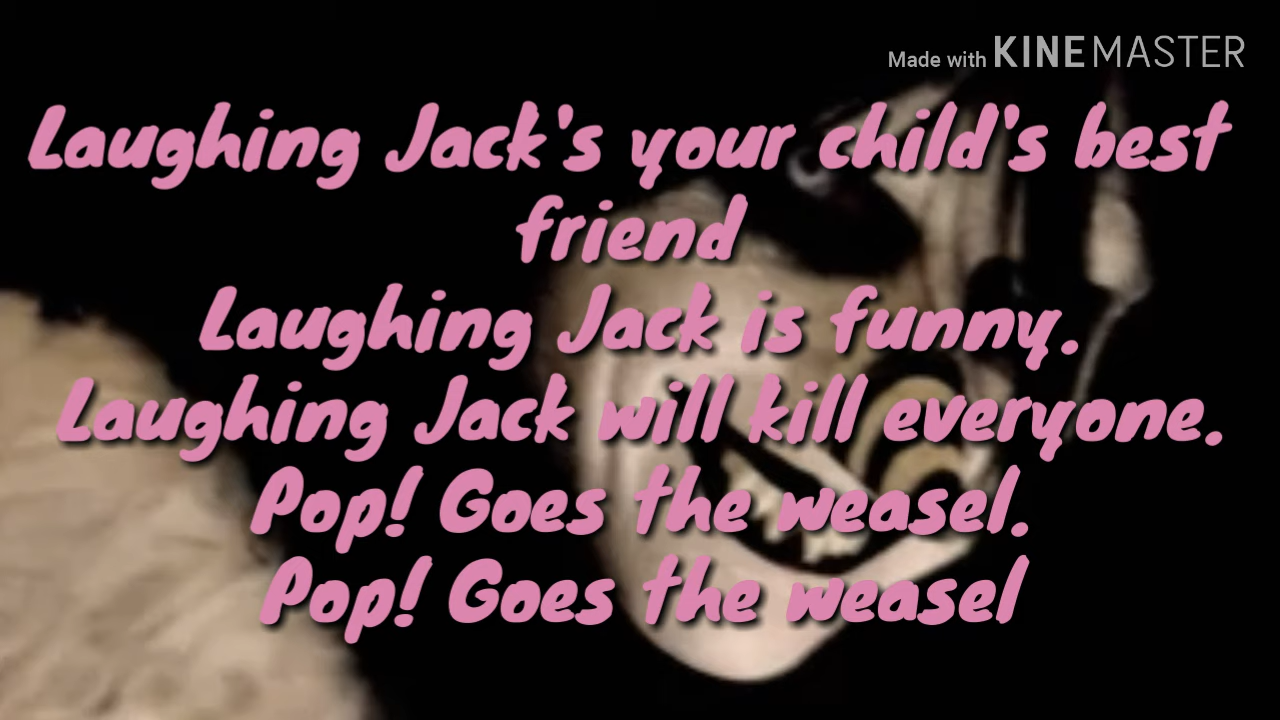 Made with KINEMASTER
Laughing Jack's your child's best
friend
Laughing Jack is funny.
Laughing Jack will kill everyone.
Pop! Goes the weasel.
Pop! Goes the weasel